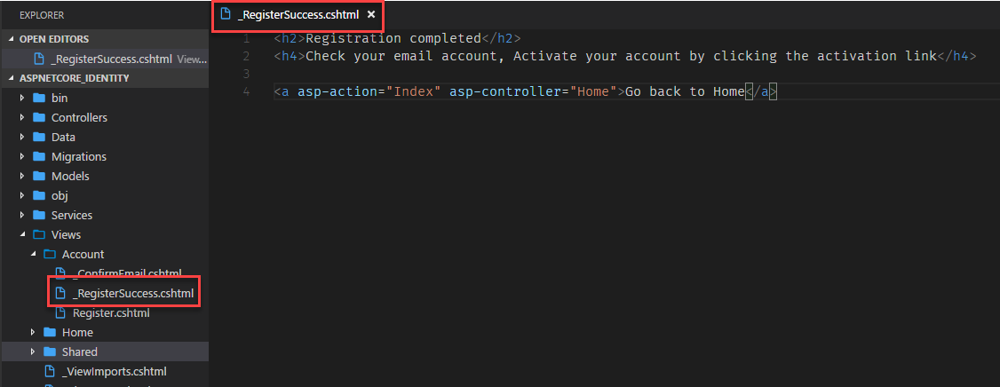 EXPLORER
OPEN EDITORS
_RegisterSuccess.cshtml View...
ASPNETCORE_IDENTITY
bin
Controllers
Data
Migrations
Models
obj
Services
Views
Account
_ConfirmEmail.cshtml
_RegisterSuccess.cshtml
Register.cshtml
Home
Shared
_ViewImports.cshtml
_RegisterSuccess.cshtml ×
1 <h2>Registration completed</h2>
2 <h4>Check your email account, Activate your account by clicking the activation link</h4>
3
4 <a asp-action="Index" asp-controller="Home">Go back to Home</a>